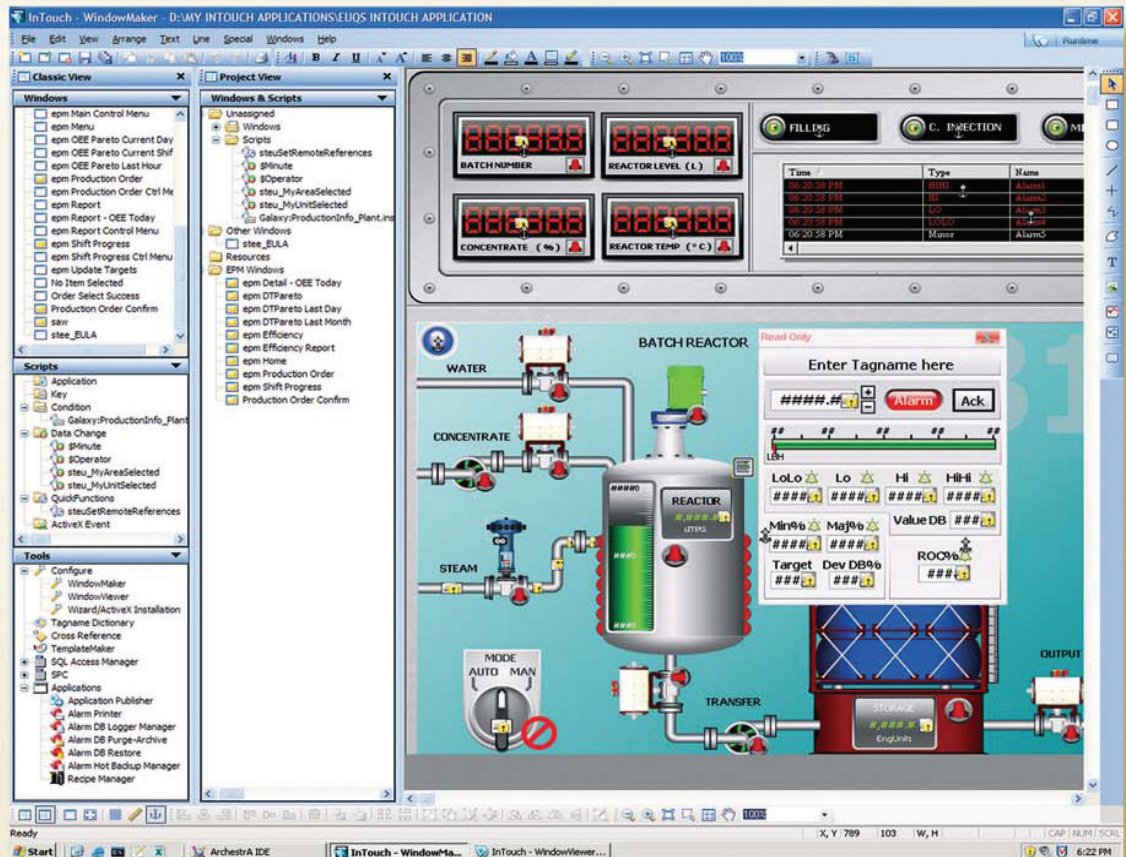 InTouch - WindowMaker - D:\MY INTOUCH APPLICATIONS\EUQS INTOUCH APPLICATION
File Edit View Arrange Text Line Special Windows Help
Runtime
B I U
100%
Classic View X
Windows
epm Main Control Menu
epm Menu
epm OEE Pareto Current Day
epm OEE Pareto Current Shif
epm OEE Pareto Last Hour
epm Production Order
epm Production Order Ctrl Me
epm Report
epm Report - OEE Today
epm Report Control Menu
epm Shift Progress
epm Shift Progress Ctrl Menu
epm Update Targets
No Item Selected
Order Select Success
Production Order Confirm
saw
stee_EULA
Scripts
Application
Key
Condition
Galaxy:ProductionInfo_Plant
Data Change
$Minute
$Operator
steu_MyAreaSelected
steu_MyUnitSelected
QuickFunctions
steuSetRemoteReferences
ActiveX Event
Tools
Configure
WindowMaker
WindowViewer
Wizard/ActiveX Installation
Tagname Dictionary
Cross Reference
TemplateMaker
SQL Access Manager
SPC
Applications
Application Publisher
Alarm Printer
Alarm DB Logger Manager
Alarm DB Purge-Archive
Alarm DB Restore
Alarm Hot Backup Manager
Recipe Manager
Project View X
Windows & Scripts
Unassigned
Windows
Scripts
steuSetRemoteReferences
$Minute
$Operator
steu_MyAreaSelected
steu_MyUnitSelected
Galaxy:ProductionInfo_Plant.ins
Other Windows
stee_EULA
Resources
EPM Windows
epm Detail - OEE Today
epm DTPareto
epm DTPareto Last Day
epm DTPareto Last Month
epm Efficiency
epm Efficiency Report
epm Home
epm Production Order
epm Shift Progress
Production Order Confirm
BATCH NUMBER
REACTOR LEVEL (L)
CONCENTRATE (%)
REACTOR TEMP (°C)
FILLING
C. INJECTION
MI
Time / Type Name
06:20:58 PM HIHI Alarm1
06:20:58 PM HI Alarm2
06:20:58 PM LO Alarm3
06:20:58 PM LOLO Alarm4
06:20:58 PM Minor Alarm5
BATCH REACTOR
WATER
CONCENTRATE
STEAM
####0
###0
###0
REACTOR
#,###.#
LITERS
MODE
AUTO MAN
TRANSFER
STORAGE
#,###.#
EngUnits
OUTPUT
31
Read Only
Enter Tagname here
####.# + - Alarm Ack
## ## ## ## ##
LoLo Lo Hi HiHi
#### #### #### ####
Min% Maj% Value DB ###
#### ####
Target Dev DB% ROC%
### ### ###
T
100%
Ready
X, Y 789 103 W, H CAP NUM SCRL
Start ArchestrA IDE InTouch - WindowMa... InTouch - WindowViewer... 6:22 PM